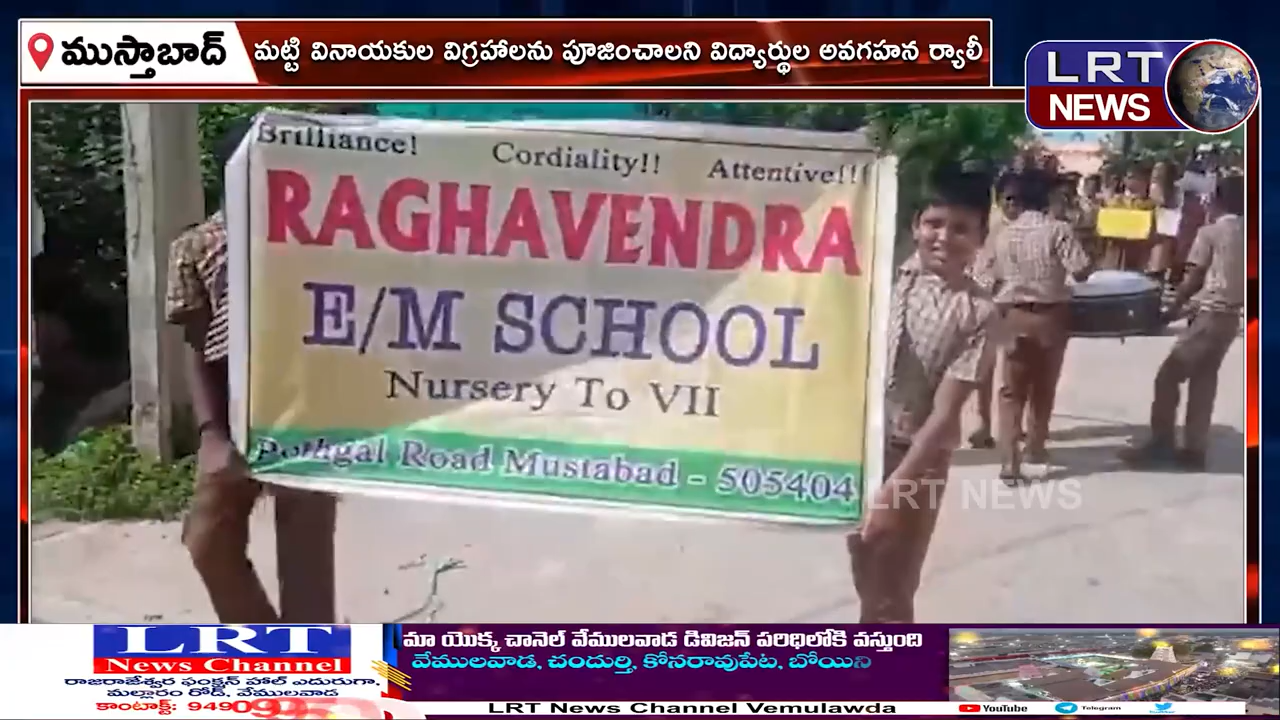 ముస్తాబాద్
మట్టి వినాయకుల విగ్రహాలను పూజించాలని విద్యార్థుల అవగహన ర్యాలీ
LRT
NEWS
Brilliance! Cordiality!! Attentive!!!
RAGHAVENDRA
E/M SCHOOL
Nursery To VII
Pothgal Road Mustabad - 505404
LRT NEWS
LRT
News Channel
రాజరాజేశ్వర ఫంక్షన్ హాల్ ఎదురుగా,
మల్లారం రోడ్, వేములవాడ
కాంటాక్ట్:
మా యొక్క చానెల్ వేములవాడ డివిజన్ పరిధిలోకి వస్తుంది
వేములవాడ, చందుర్తి, కోనరావుపేట, బోయిని
LRT News Channel Vemulawda
YouTube
Telegram
Twitter